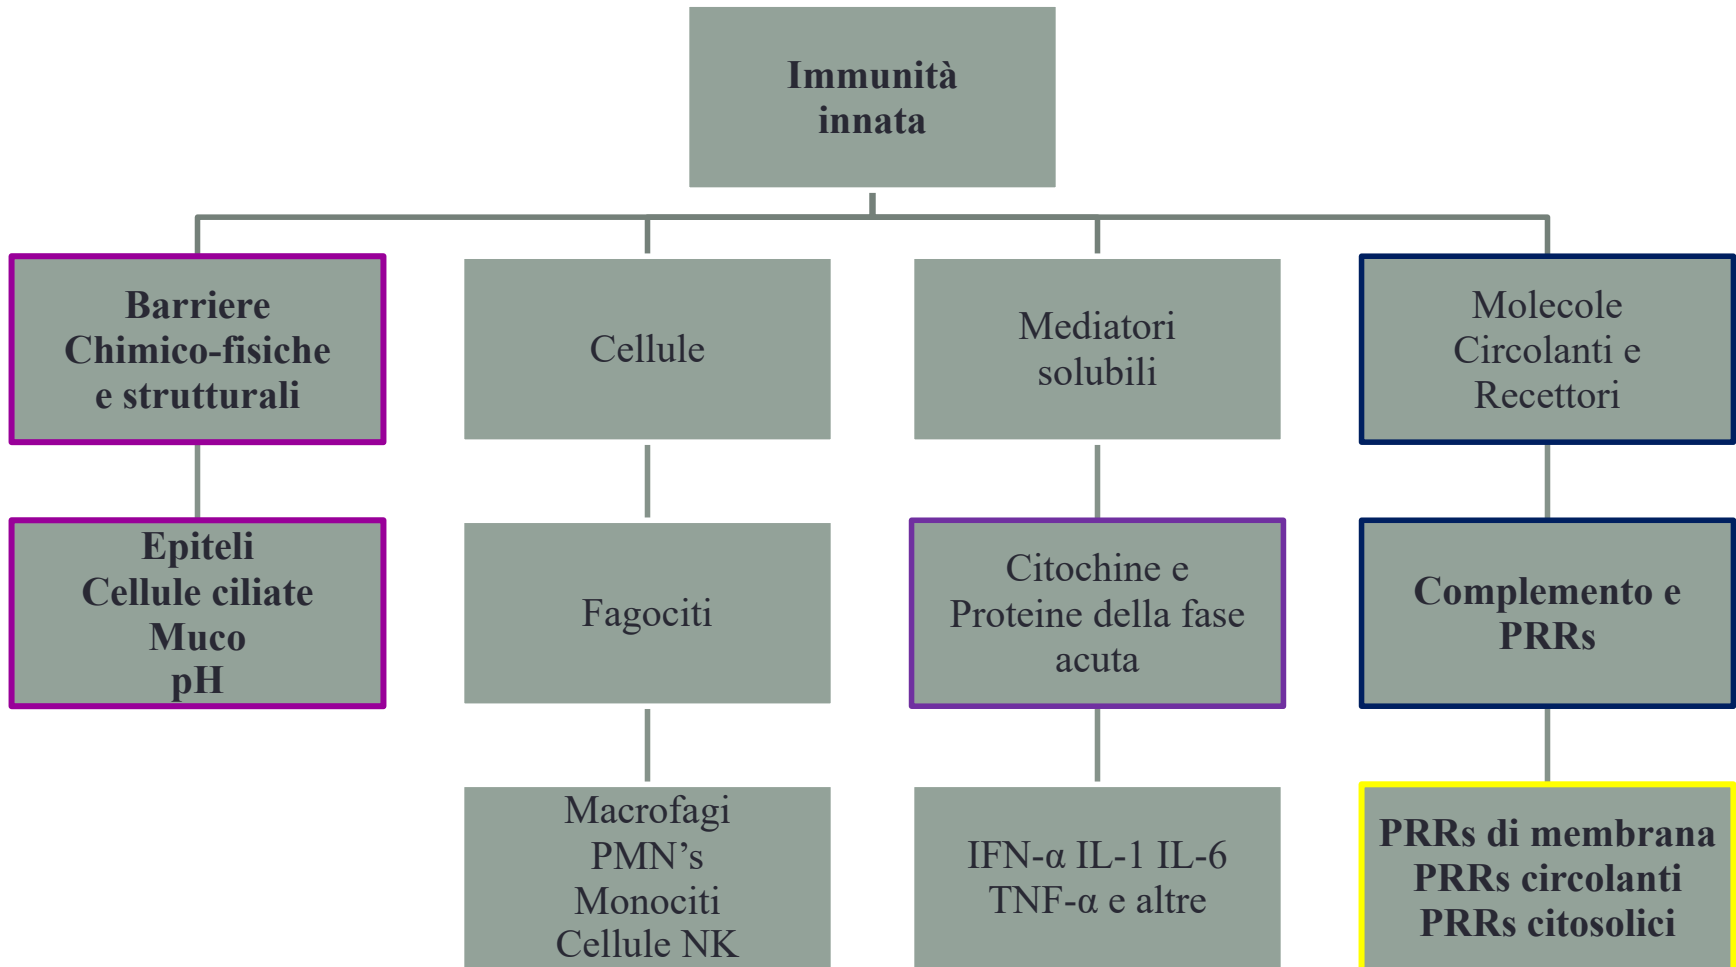 Immunità
innata
Barriere
Chimico-fisiche
e strutturali
Cellule
Mediatori
solubili
Molecole
Circolanti e
Recettori
Epiteli
Cellule ciliate
Muco
pH
Fagociti
Citochine e
Proteine della fase
acuta
Complemento e
PRRs
Macrofagi
PMN’s
Monociti
Cellule NK
IFN-α IL-1 IL-6
TNF-α e altre
PRRs di membrana
PRRs circolanti
PRRs citosolici